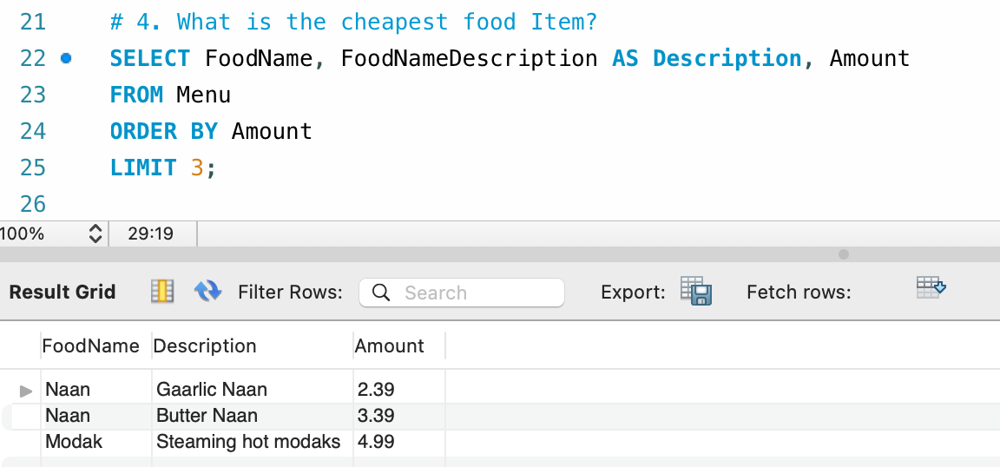 21 # 4. What is the cheapest food Item?
22 SELECT FoodName, FoodNameDescription AS Description, Amount
23 FROM Menu
24 ORDER BY Amount
25 LIMIT 3;
26
100% 29:19
Result Grid Filter Rows: Search Export: Fetch rows:
FoodName Description Amount
Naan Gaarlic Naan 2.39
Naan Butter Naan 3.39
Modak Steaming hot modaks 4.99